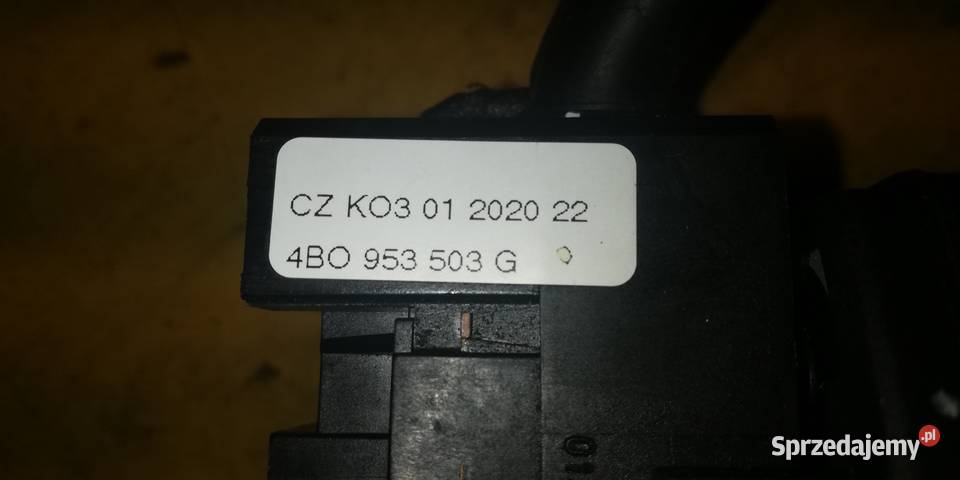 CZ KO3 01 2020 22
4BO 953 503 G
Sprzedajemy.pl